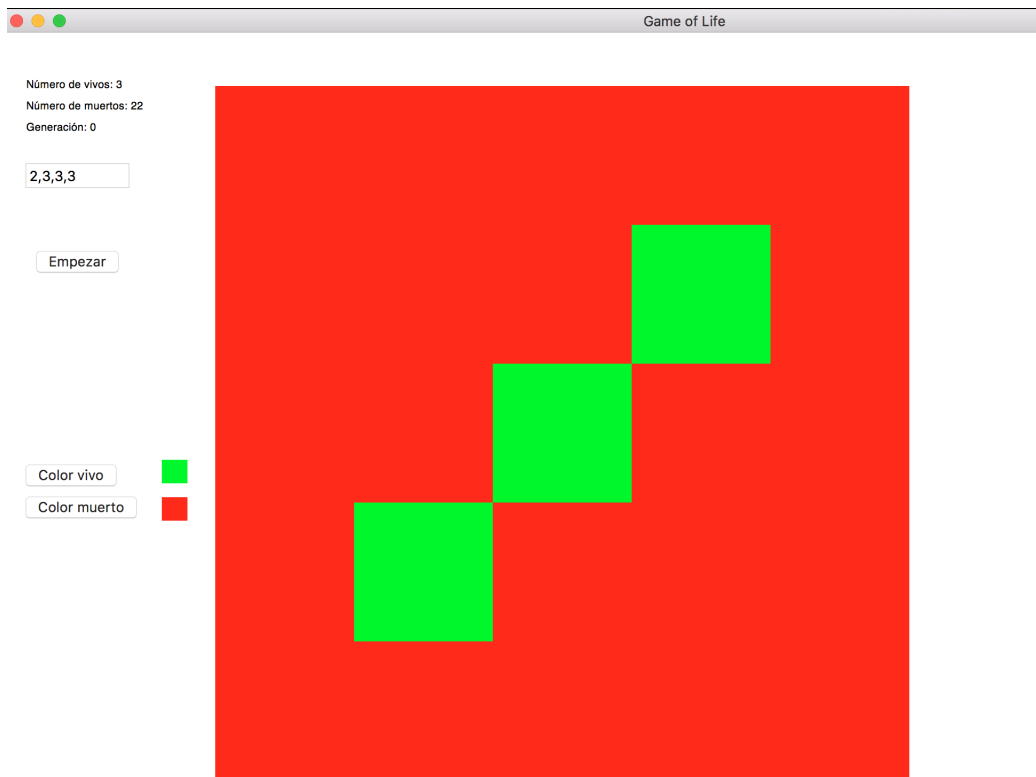 Game of Life
Número de vivos: 3
Número de muertos: 22
Generación: 0
2,3,3,3
Empezar
Color vivo
Color muerto